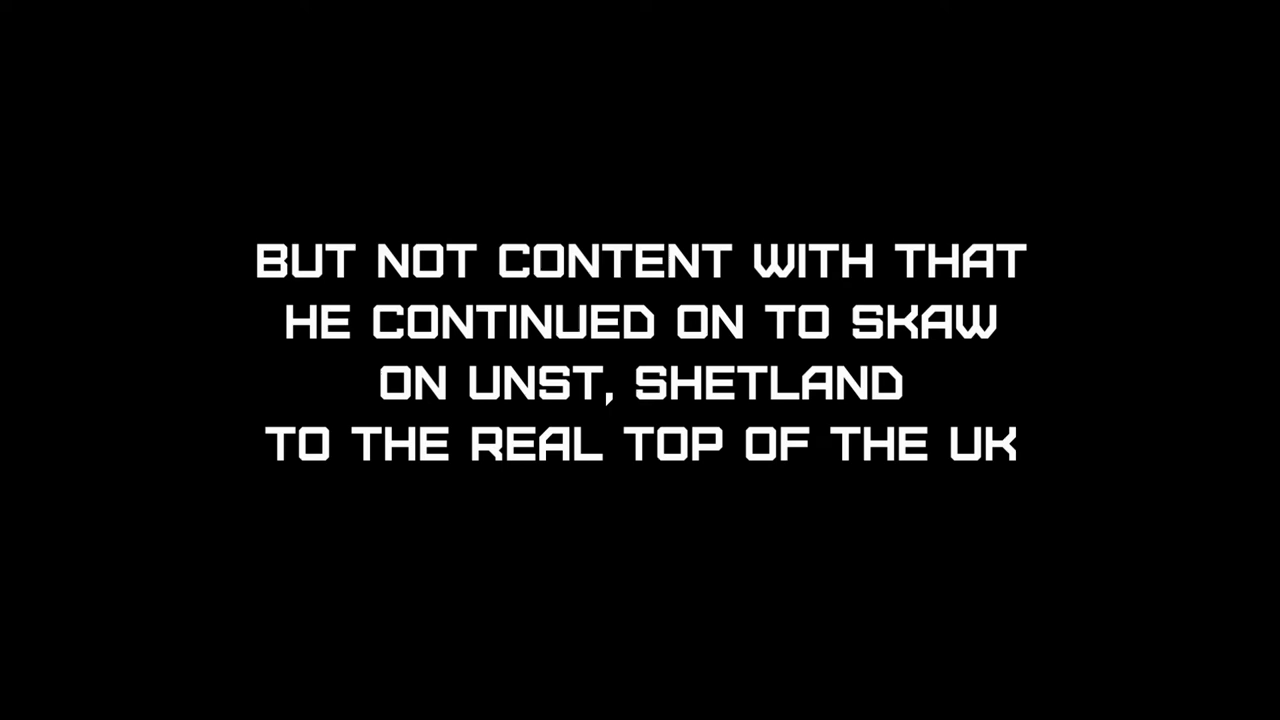 BUT NOT CONTENT WITH THAT
HE CONTINUED ON TO SKAW
ON UNST, SHETLAND
TO THE REAL TOP OF THE UK